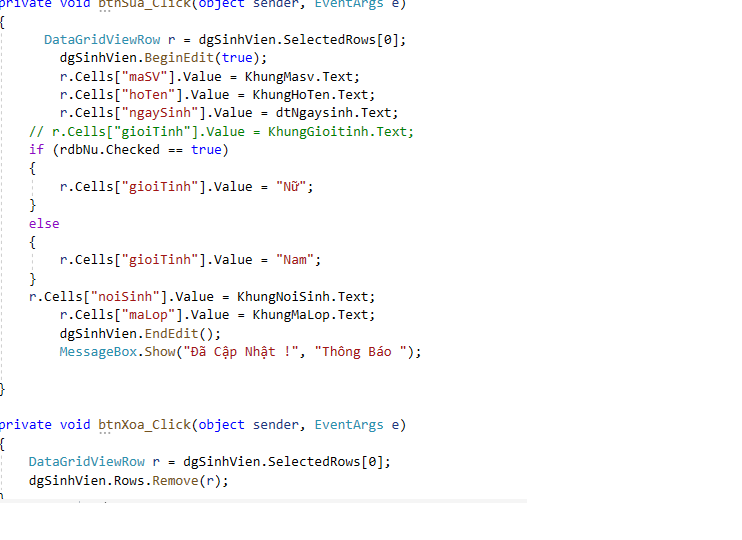 private void btnSua_Click(object sender, EventArgs e)
{
DataGridViewRow r = dgSinhVien.SelectedRows[0];
dgSinhVien.BeginEdit(true);
r.Cells["maSV"].Value = KhungMasv.Text;
r.Cells["hoTen"].Value = KhungHoTen.Text;
r.Cells["ngaySinh"].Value = dtNgaysinh.Text;
// r.Cells["gioiTinh"].Value = KhungGioitinh.Text;
if (rdbNu.Checked == true)
{
r.Cells["gioiTinh"].Value = "Nữ";
}
else
{
r.Cells["gioiTinh"].Value = "Nam";
}
r.Cells["noiSinh"].Value = KhungNoiSinh.Text;
r.Cells["maLop"].Value = KhungMaLop.Text;
dgSinhVien.EndEdit();
MessageBox.Show("Đã Cập Nhật !", "Thông Báo ");
}
private void btnXoa_Click(object sender, EventArgs e)
{
DataGridViewRow r = dgSinhVien.SelectedRows[0];
dgSinhVien.Rows.Remove(r);
}